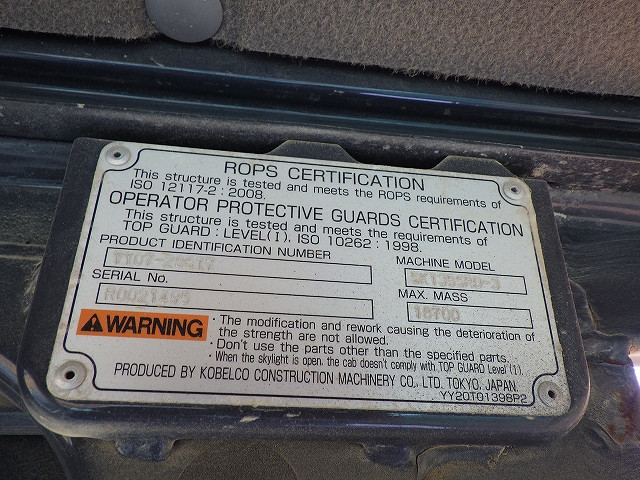 ROPS CERTIFICATION
This structure is tested and meets the ROPS requirements of
ISO 12117-2 : 2008.
OPERATOR PROTECTIVE GUARDS CERTIFICATION
This structure is tested and meets the requirements of
TOP GUARD : LEVEL(I), ISO 10262 : 1998.
PRODUCT IDENTIFICATION NUMBER
MACHINE MODEL
SERIAL No.
R0021495
MAX. MASS
18700
WARNING
· The modification and rework causing the deterioration of
the strength are not allowed.
· Don't use the parts other than the specified parts.
· When the skylight is open, the cab doesn't comply with TOP GUARD Level (I).
PRODUCED BY KOBELCO CONSTRUCTION MACHINERY CO., LTD. TOKYO, JAPAN.
YY20T01398P2